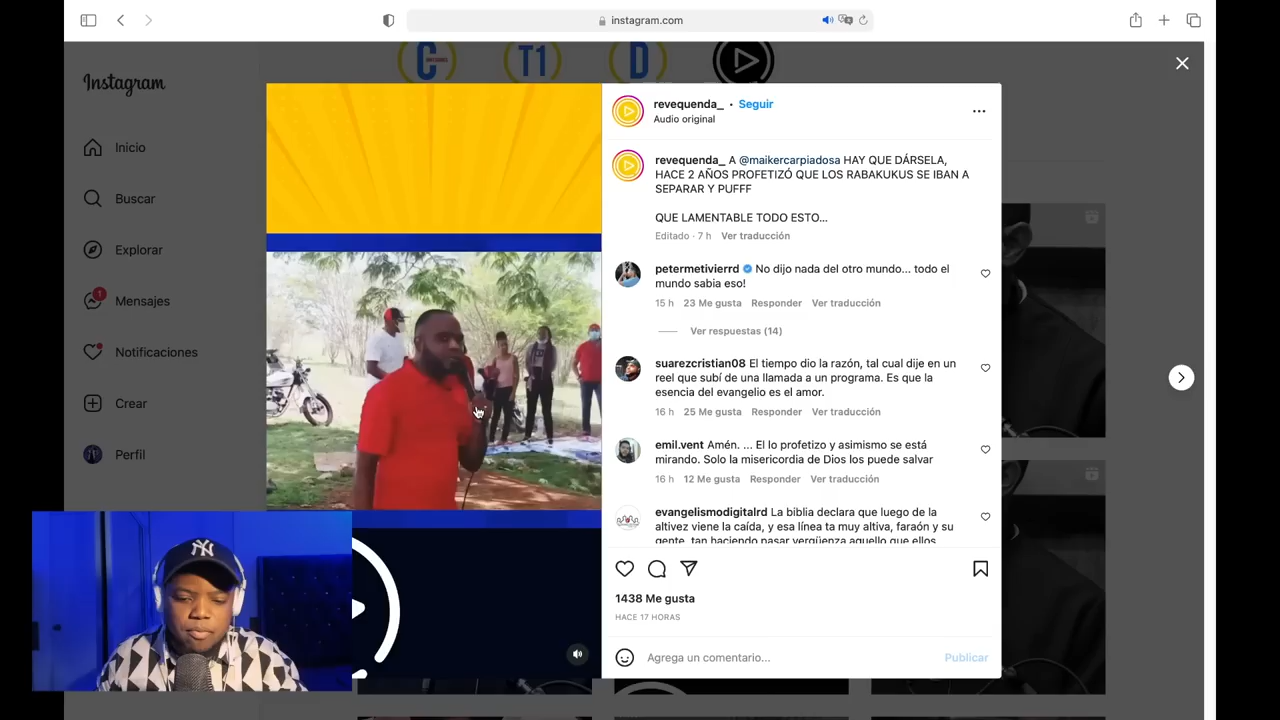 instagram.com
C
T1
D
Instagram
Inicio
Buscar
Explorar
1
Mensajes
Notificaciones
Crear
Perfil
revequenda_ • Seguir
Audio original
revequenda_ A @maikercarpiadosa HAY QUE DÁRSELA,
HACE 2 AÑOS PROFETIZÓ QUE LOS RABAKUKUS SE IBAN A
SEPARAR Y PUFFF
QUE LAMENTABLE TODO ESTO...
Editado · 7 h Ver traducción
petermetivierrd No dijo nada del otro mundo... todo el
mundo sabia eso!
15 h 23 Me gusta Responder Ver traducción
Ver respuestas (14)
suarezcristian08 El tiempo dio la razón, tal cual dije en un
reel que subí de una llamada a un programa. Es que la
esencia del evangelio es el amor.
16 h 25 Me gusta Responder Ver traducción
emil.vent Amén. ... El lo profetizo y asimismo se está
mirando. Solo la misericordia de Dios los puede salvar
16 h 12 Me gusta Responder Ver traducción
evangelismodigitalrd La biblia declara que luego de la
altivez viene la caída, y esa línea ta muy altiva, faraón y su
gente, tan haciendo pasar vergüenza aquello que ellos
1438 Me gusta
HACE 17 HORAS
Agrega un comentario...
Publicar
NY